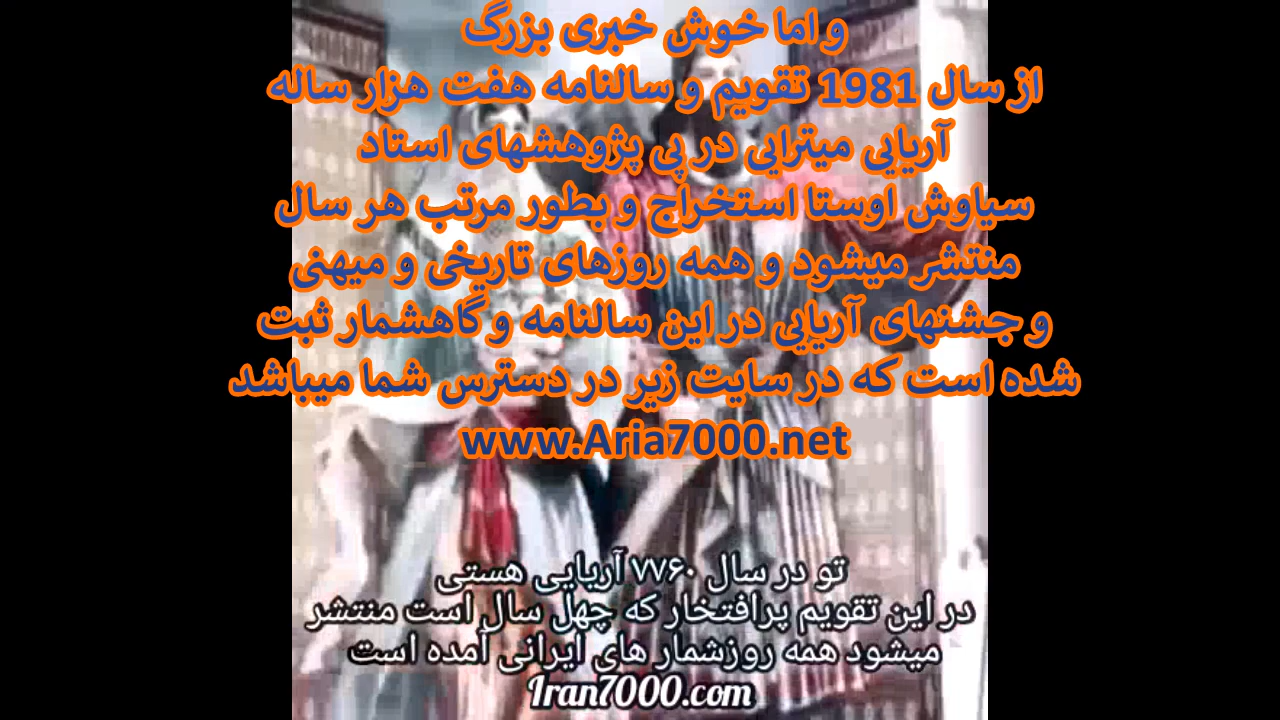 و اما خوش خبری بزرگ
از سال 1981 تقویم و سالنامه هفت هزار ساله
آریایی میترایی در پی پژوهشهای استاد
سیاوش اوستا استخراج و بطور مرتب هر سال
منتشر میشود و همه روزهای تاریخی و میهنی
و جشنهای آریایی در این سالنامه و گاهشمار ثبت
شده است که در سایت زیر در دسترس شما میباشد
www.Aria7000.net
تو در سال ۷۷۶۰ آریایی هستی
در این تقویم پرافتخار که چهل سال است منتشر
میشود همه روزشمار های ایرانی آمده است
Iran7000.com